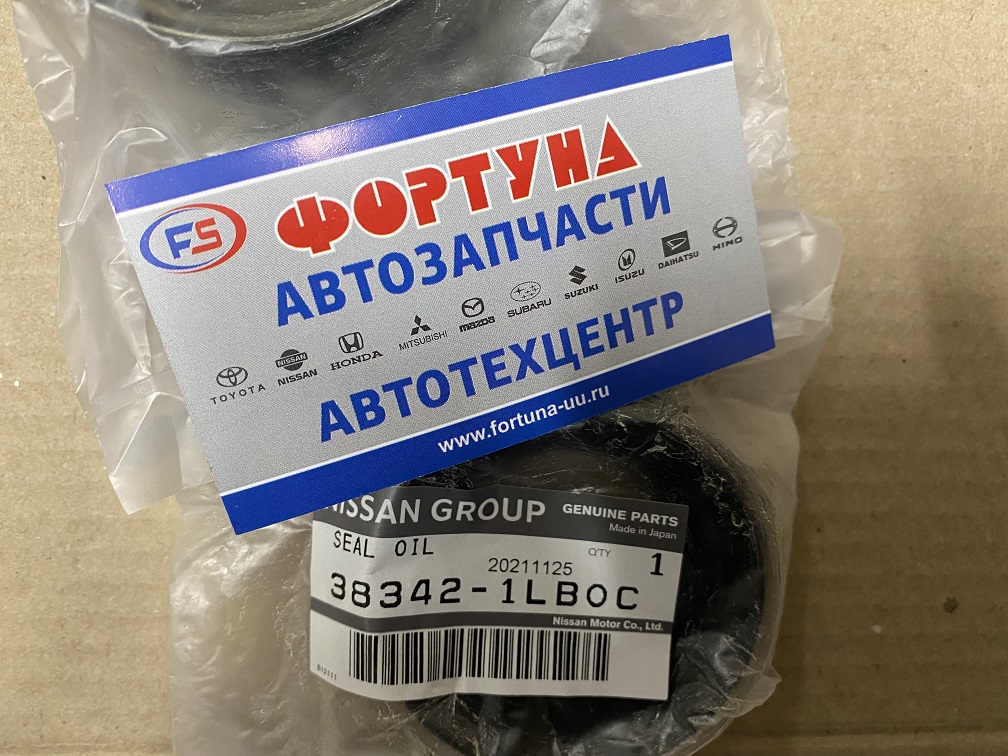 FS
ФОРТУНА
АВТОЗАПЧАСТИ
TOYOTA NISSAN NISSAN HONDA MITSUBISHI mazda SUBARU SUZUKI ISUZU DAIHATSU HINO
АВТОТЕХЦЕНТР
www.fortuna-uu.ru
NISSAN GROUP GENUINE PARTS
Made in Japan
SEAL OIL
Q'TY 1
20211125
38342-1LB0C
Nissan Motor Co., Ltd.